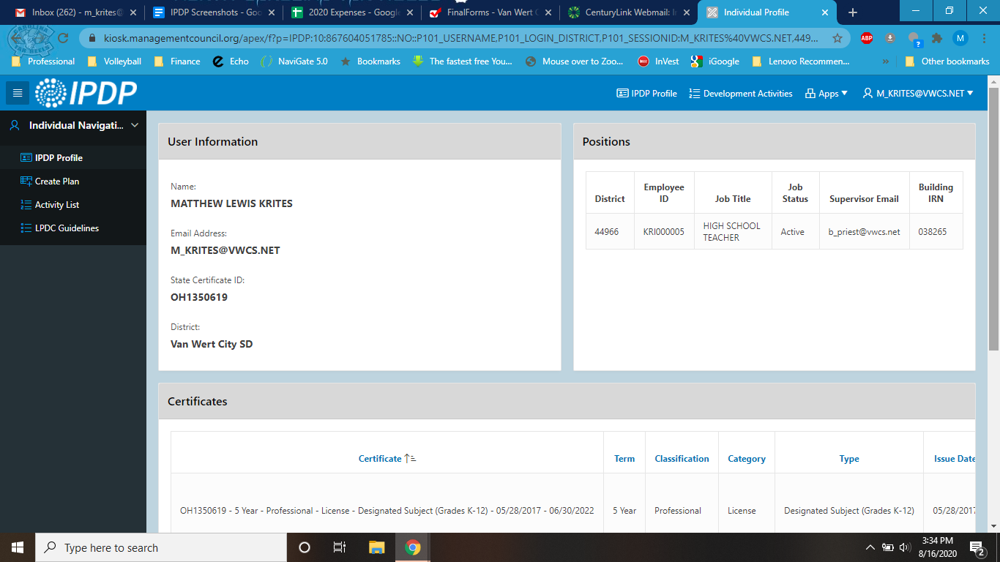 Inbox (262) - m_krites@
IPDP Screenshots - Goo
2020 Expenses - Google
FinalForms - Van Wert C
CenturyLink Webmail: In
Individual Profile
kiosk.managementcouncil.org/apex/f?p=IPDP:10:867604051785::NO::P101_USERNAME,P101_LOGIN_DISTRICT,P101_SESSIONID:M_KRITES%40VWCS.NET,449...
ABP
?
M
Professional
Volleyball
Finance
Echo
NaviGate 5.0
Bookmarks
The fastest free You...
Mouse over to Zoo...
InVest
iGoogle
Lenovo Recommen...
»
Other bookmarks
IPDP
IPDP Profile
Development Activities
Apps
M_KRITES@VWCS.NET
Individual Navigati...
IPDP Profile
Create Plan
Activity List
LPDC Guidelines
User Information
Name:
MATTHEW LEWIS KRITES
Email Address:
M_KRITES@VWCS.NET
State Certificate ID:
OH1350619
District:
Van Wert City SD
Positions
District Employee ID Job Title Job Status Supervisor Email Building IRN
44966 KRI000005 HIGH SCHOOL TEACHER Active b_priest@vwcs.net 038265
Certificates
Certificate Term Classification Category Type Issue Date
OH1350619 - 5 Year - Professional - License - Designated Subject (Grades K-12) - 05/28/2017 - 06/30/2022 5 Year Professional License Designated Subject (Grades K-12) 05/28/2017
Type here to search
3:34 PM
8/16/2020
2